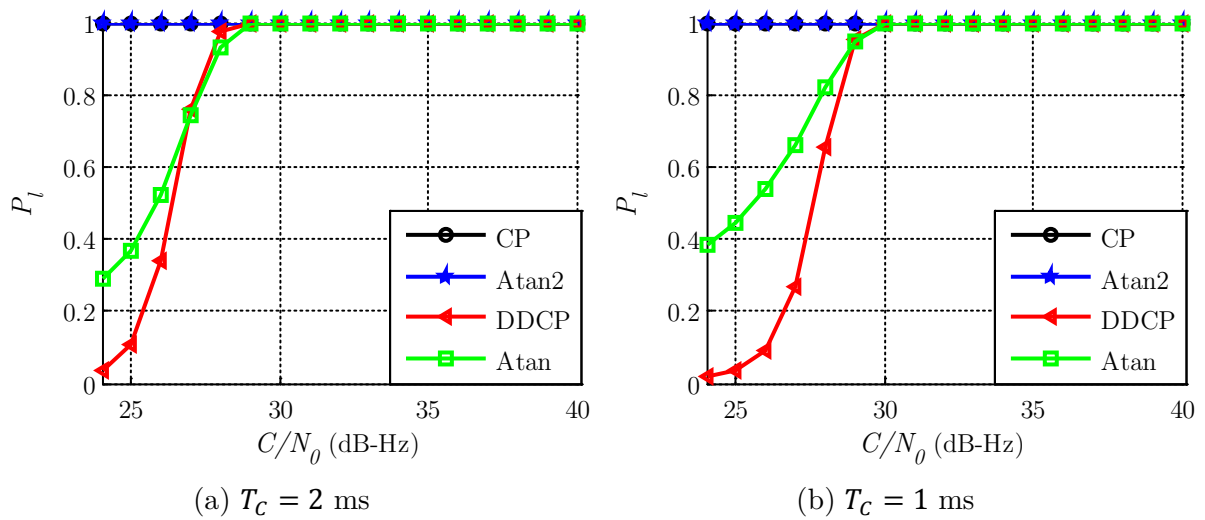 1
0.8
0.6
0.4
0.2
0
P_l
25
30
35
40
C/N_0 (dB-Hz)
CP
Atan2
DDCP
Atan
(a) T_C = 2 ms
1
0.8
0.6
0.4
0.2
0
P_l
25
30
35
40
C/N_0 (dB-Hz)
CP
Atan2
DDCP
Atan
(b) T_C = 1 ms